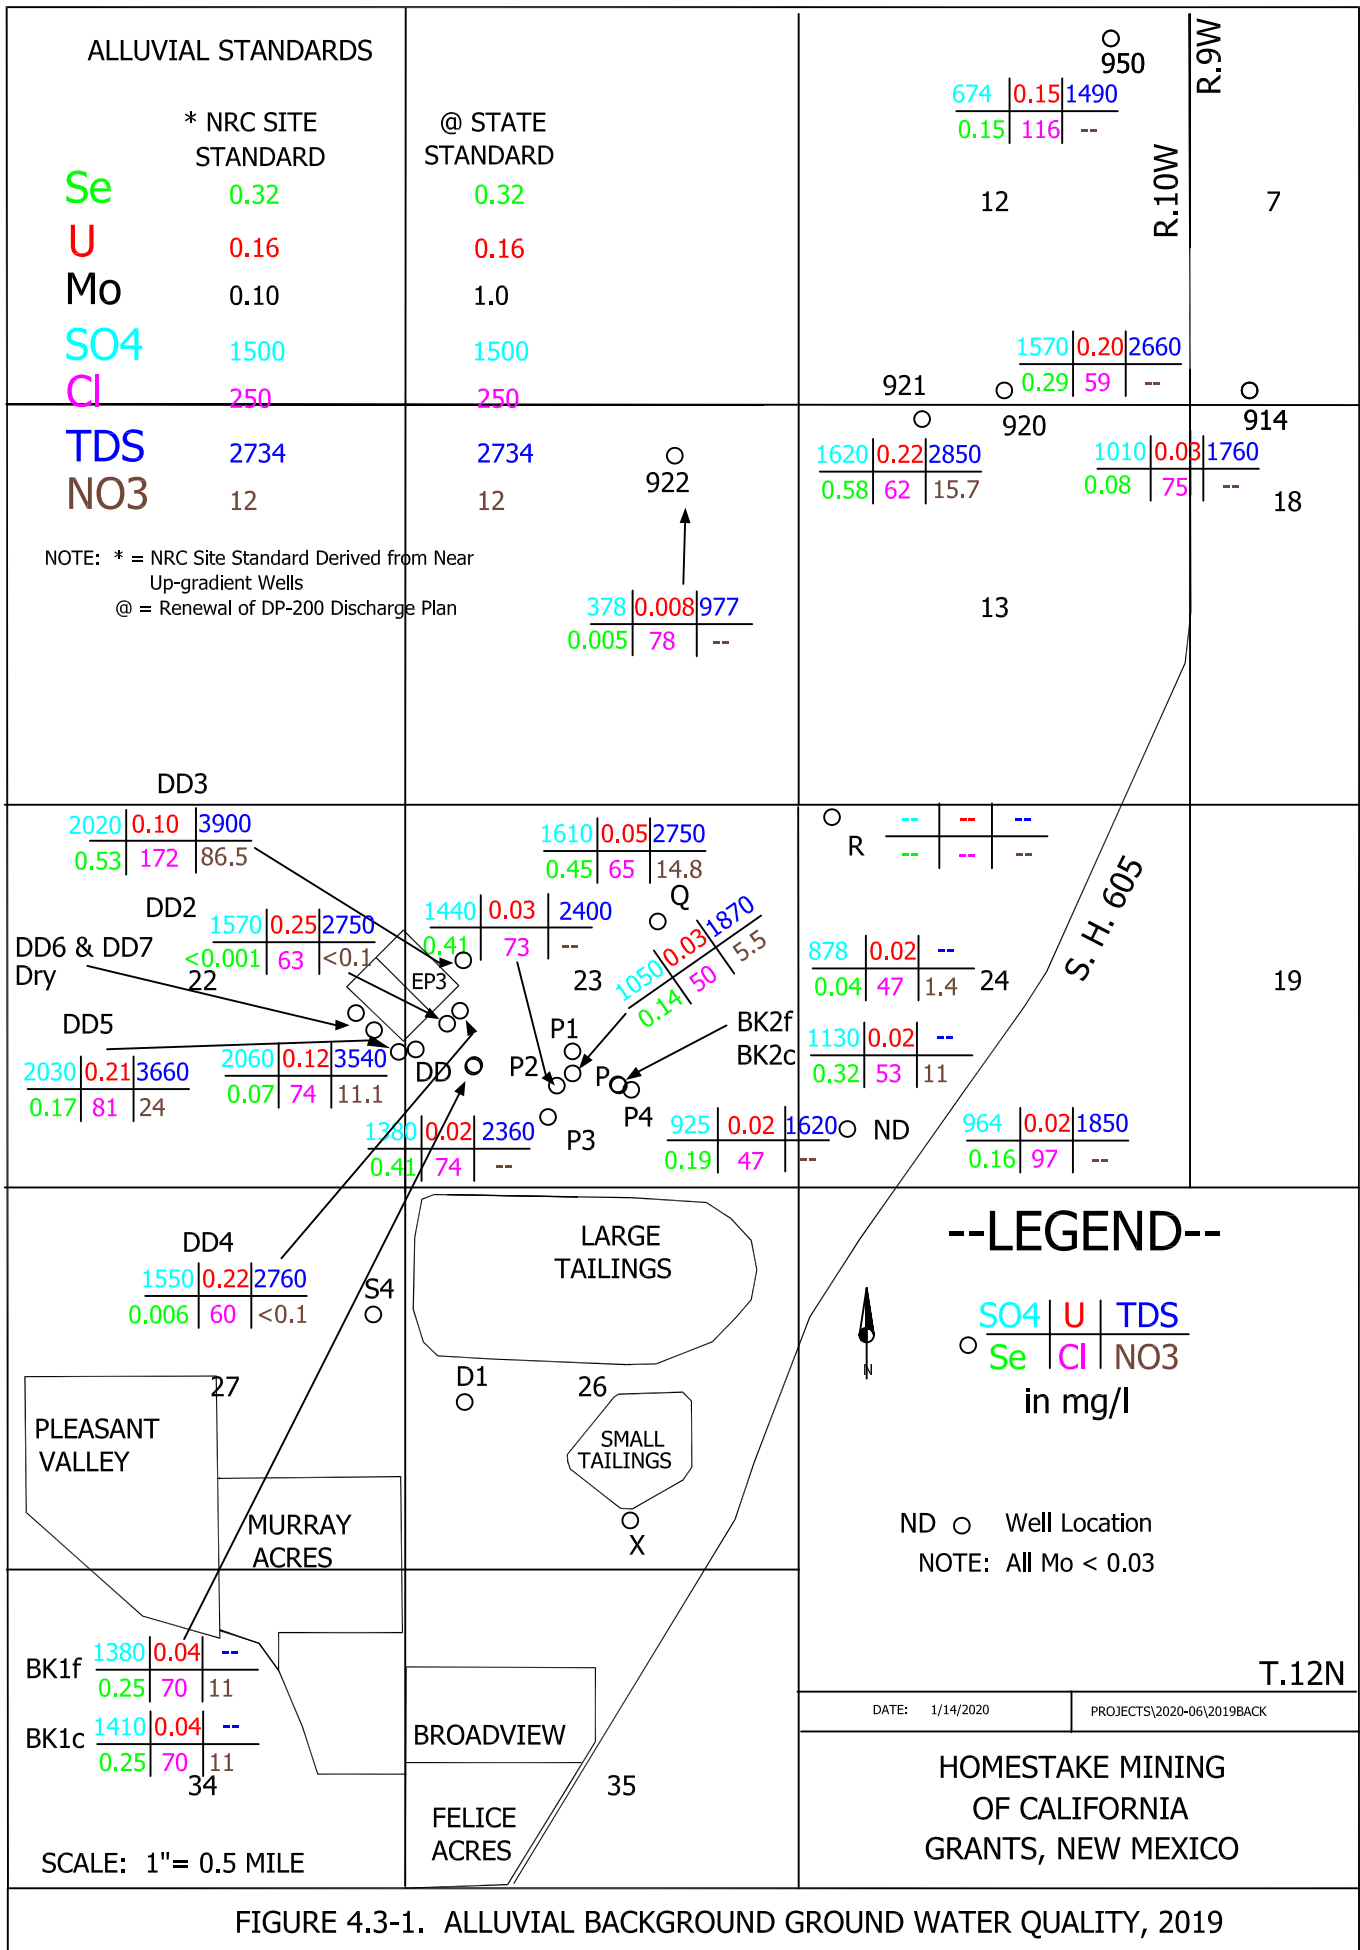 ALLUVIAL STANDARDS
* NRC SITE
STANDARD
@ STATE
STANDARD
Se 0.32 0.32
U 0.16 0.16
Mo 0.10 1.0
SO4 1500 1500
Cl 250 250
TDS 2734 2734
NO3 12 12
NOTE: * = NRC Site Standard Derived from Near
Up-gradient Wells
@ = Renewal of DP-200 Discharge Plan
950
674 0.15 1490
0.15 116 --
R.9W
R.10W
12
7
1570 0.20 2660
0.29 59 --
921
920
914
1620 0.22 2850
0.58 62 15.7
1010 0.03 1760
0.08 75 --
18
922
378 0.008 977
0.005 78 --
13
DD3
2020 0.10 3900
0.53 172 86.5
1610 0.05 2750
0.45 65 14.8
R
-- -- --
-- -- --
S. H. 605
DD2
1570 0.25 2750
<0.001 63 <0.1
1440 0.03 2400
0.41 73 --
Q
1050 0.03 1870
0.14 50 5.5
DD6 & DD7
Dry
22
EP3
23
878 0.02 --
0.04 47 1.4
24
19
DD5
2030 0.21 3660
0.17 81 24
2060 0.12 3540
0.07 74 11.1
DD
P1
P2
P
P4
P3
BK2f
BK2c
1130 0.02 --
0.32 53 11
1380 0.02 2360
0.41 74 --
925 0.02 1620
0.19 47 --
ND
964 0.02 1850
0.16 97 --
DD4
1550 0.22 2760
0.006 60 <0.1
S4
LARGE
TAILINGS
--LEGEND--
SO4 U TDS
Se Cl NO3
in mg/l
N
D1
26
27
PLEASANT
VALLEY
SMALL
TAILINGS
MURRAY
ACRES
X
ND Well Location
NOTE: All Mo < 0.03
BK1f
1380 0.04 --
0.25 70 11
BK1c
1410 0.04 --
0.25 70 11
34
BROADVIEW
35
FELICE
ACRES
T.12N
DATE: 1/14/2020
PROJECTS\2020-06\2019BACK
HOMESTAKE MINING
OF CALIFORNIA
GRANTS, NEW MEXICO
SCALE: 1"= 0.5 MILE
FIGURE 4.3-1. ALLUVIAL BACKGROUND GROUND WATER QUALITY, 2019